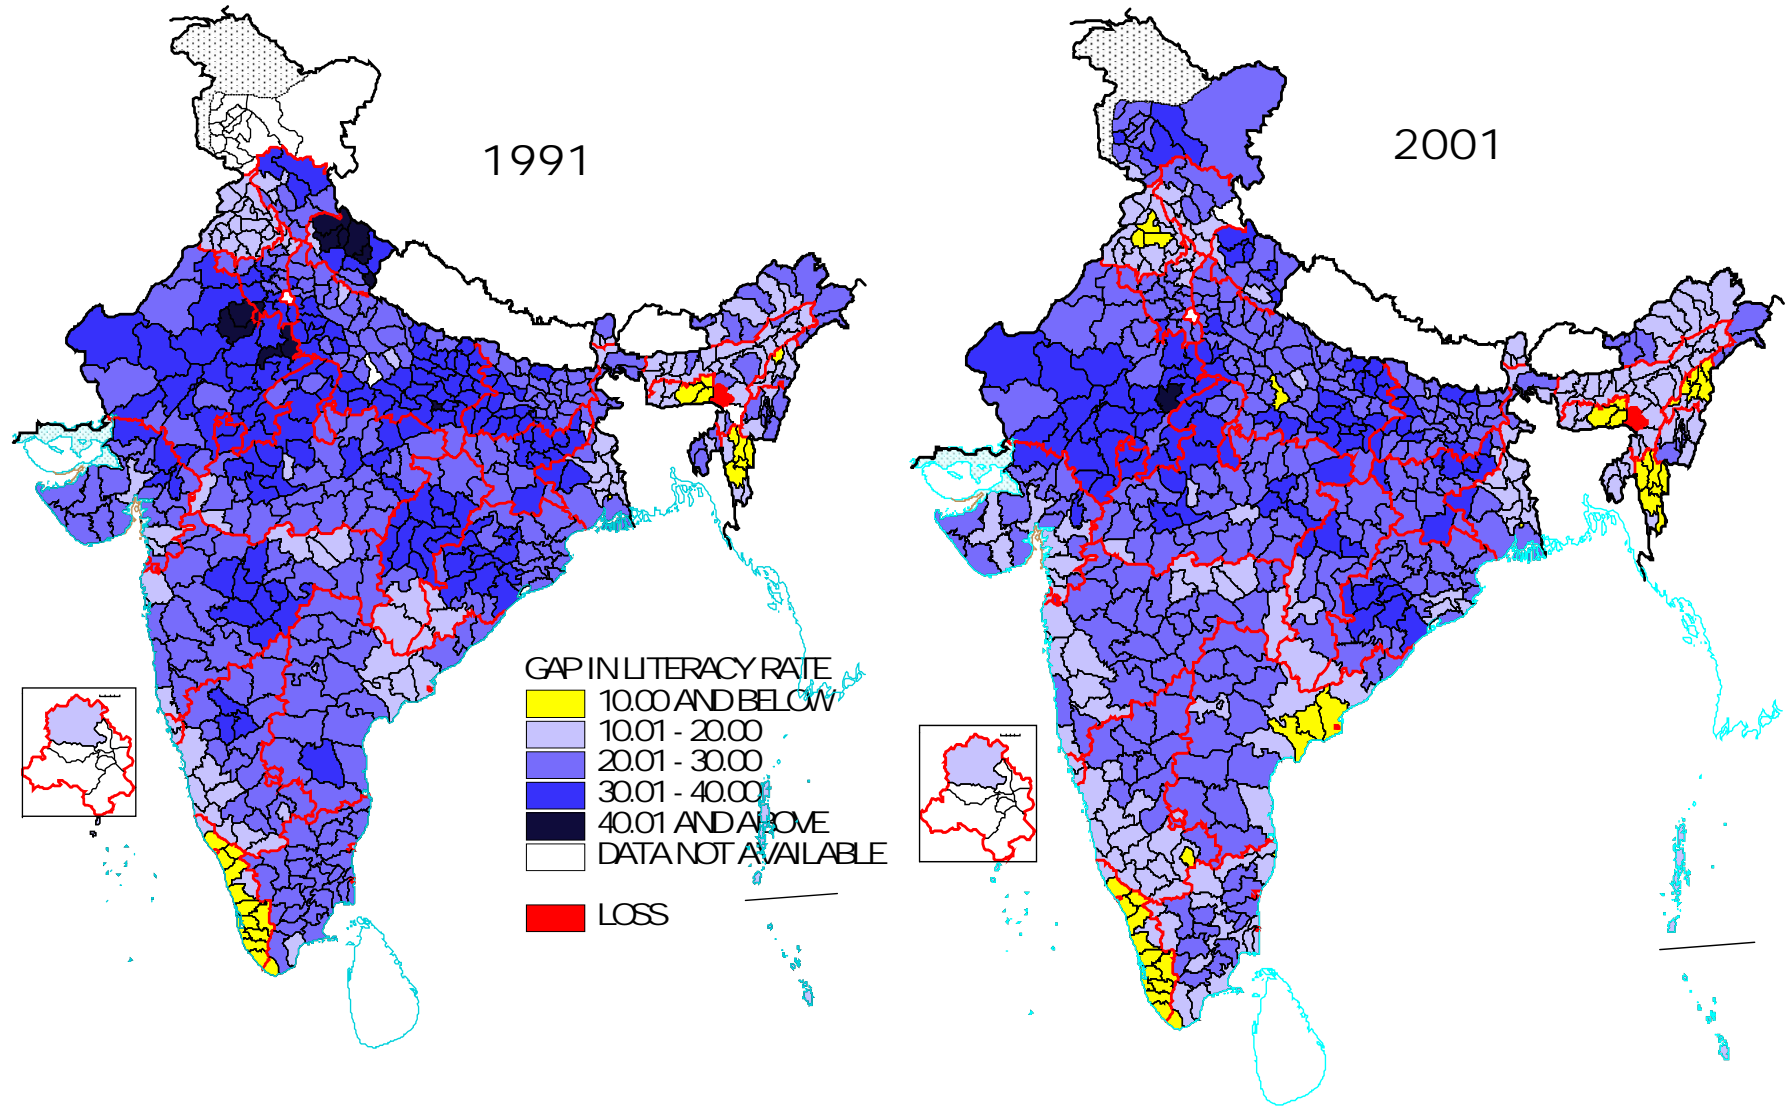 1991
2001
GAP IN LITERACY RATE
10.00 AND BELOW
10.01 - 20.00
20.01 - 30.00
30.01 - 40.00
40.01 AND ABOVE
DATA NOT AVAILABLE
LOSS